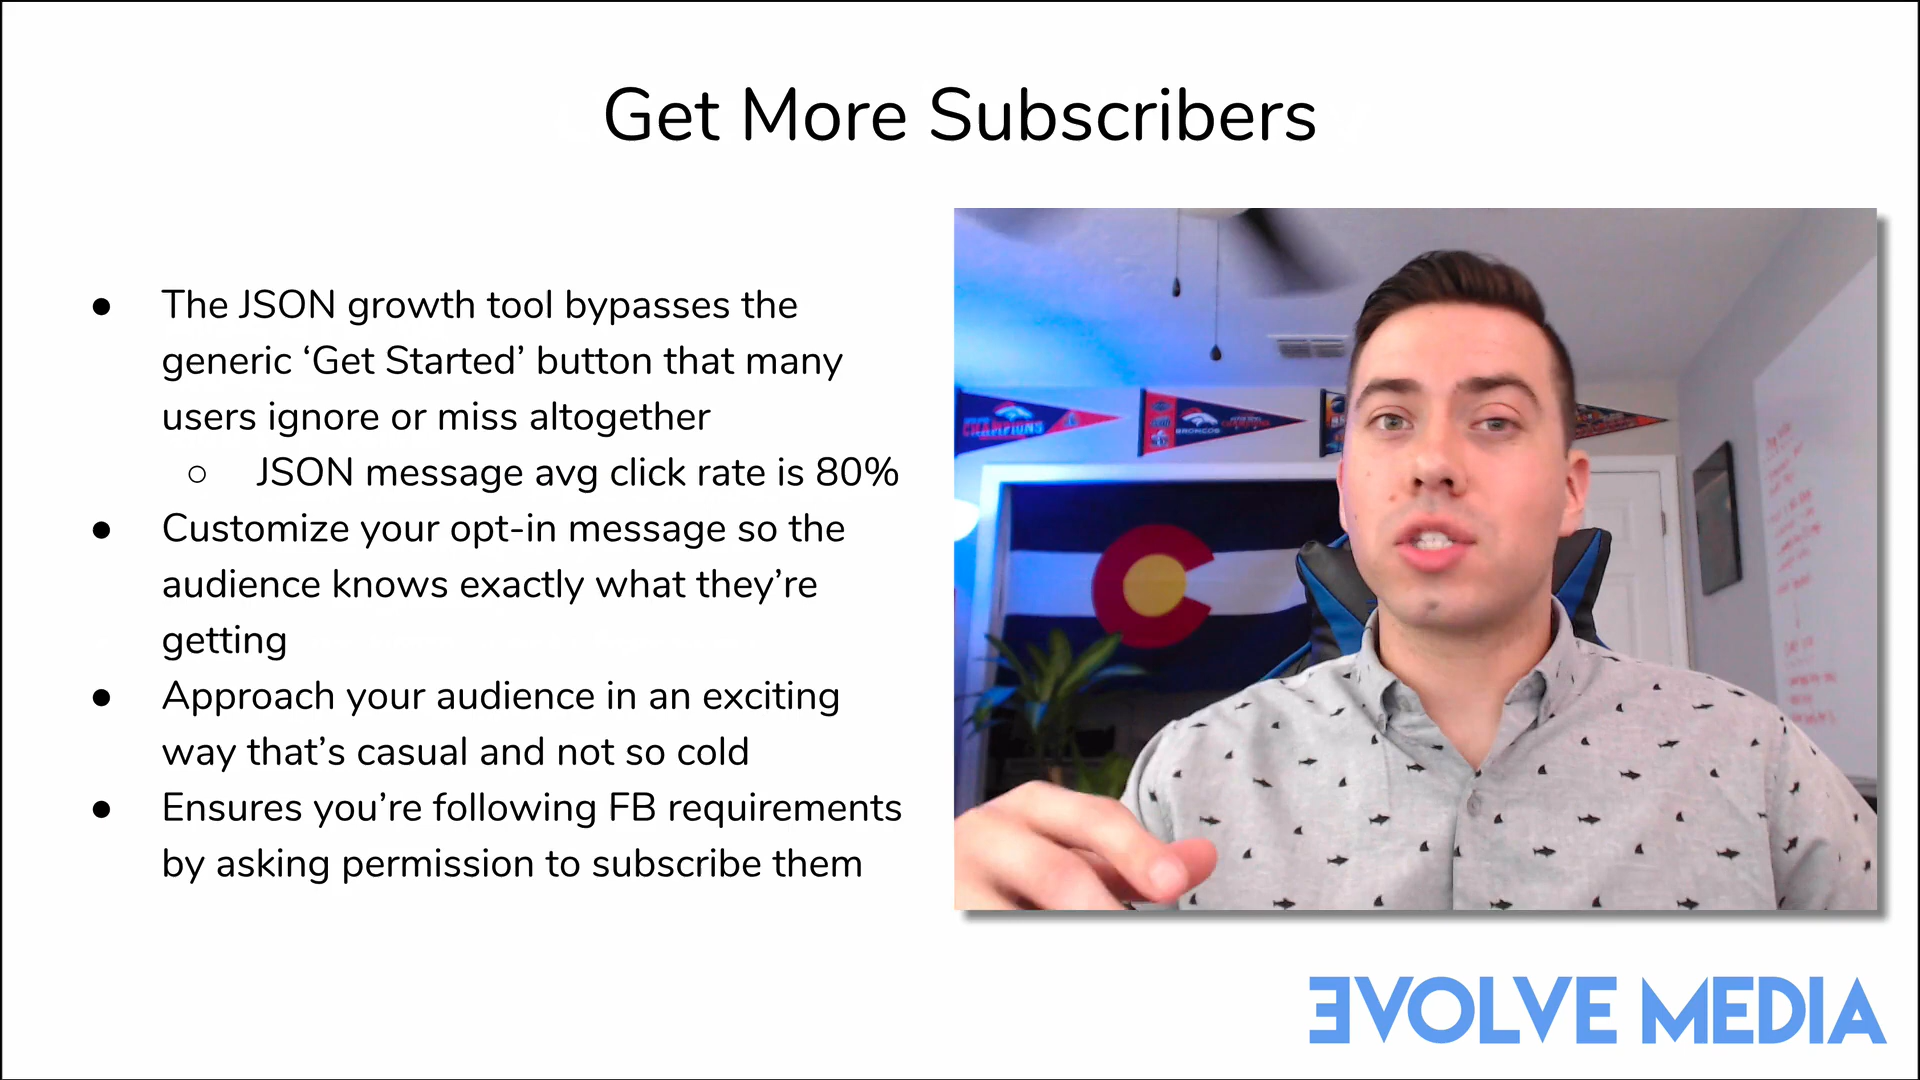 Get More Subscribers
● The JSON growth tool bypasses the
generic ‘Get Started’ button that many
users ignore or miss altogether
○ JSON message avg click rate is 80%
● Customize your opt-in message so the
audience knows exactly what they’re
getting
● Approach your audience in an exciting
way that’s casual and not so cold
● Ensures you’re following FB requirements
by asking permission to subscribe them
CHAMPIONS
BRONCOS
EVOLVE MEDIA